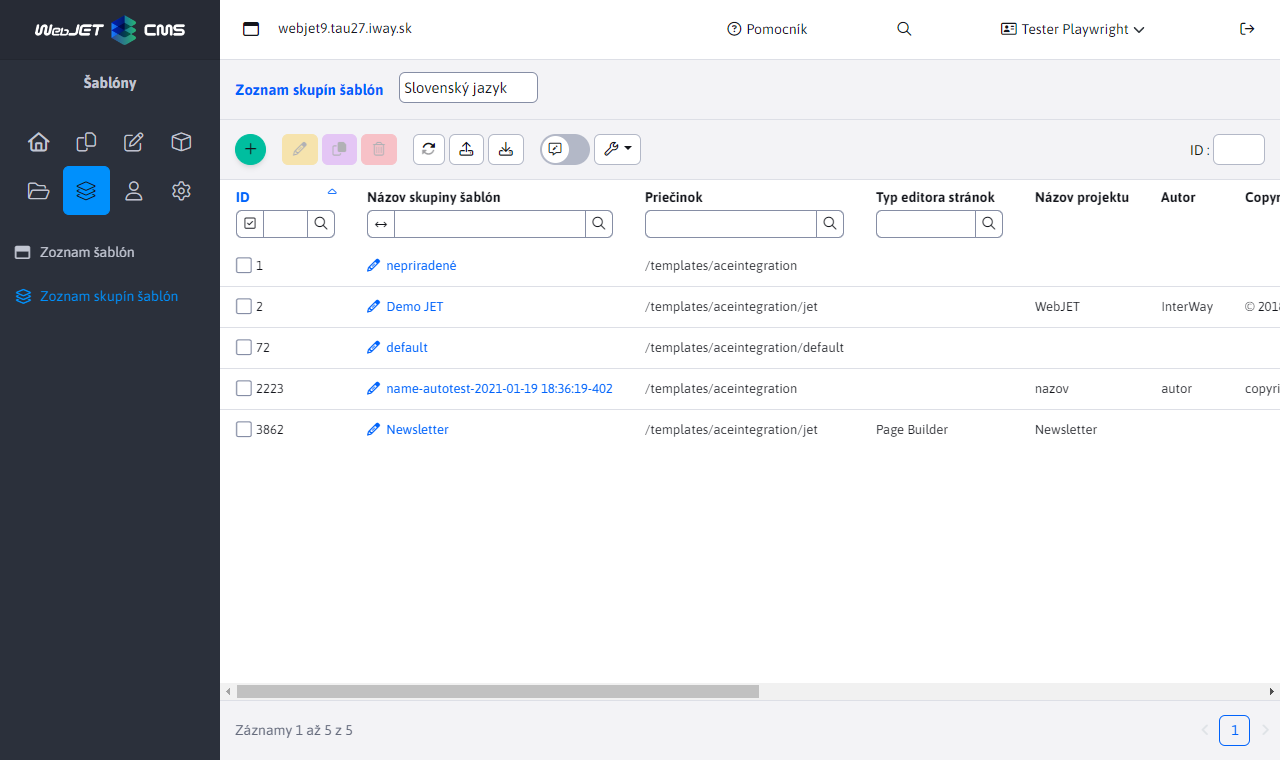 WebJET CMS
webjet9.tau27.iway.sk
Pomocník
Tester Playwright
Šablóny
Zoznam šablón
Zoznam skupín šablón
Zoznam skupín šablón
Slovenský jazyk
ID :
ID
Názov skupiny šablón
Priečinok
Typ editora stránok
Názov projektu
Autor
Copyr
1 nepriradené /templates/aceintegration
2 Demo JET /templates/aceintegration/jet WebJET InterWay © 2018
72 default /templates/aceintegration/default
2223 name-autotest-2021-01-19 18:36:19-402 /templates/aceintegration nazov autor copyri
3862 Newsletter /templates/aceintegration/jet Page Builder Newsletter
Záznamy 1 až 5 z 5
1